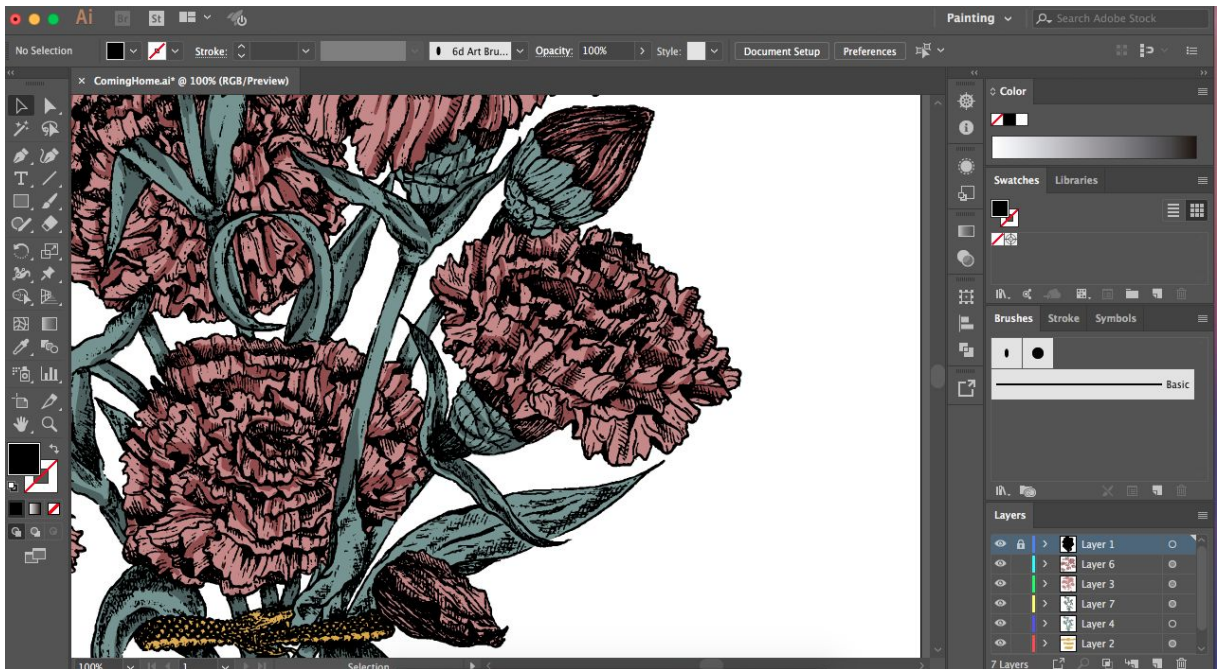 Ai Br St Painting Search Adobe Stock
No Selection Stroke: 6d Art Bru... Opacity: 100% Style: Document Setup Preferences
× ComingHome.ai* @ 100% (RGB/Preview)
Color
Swatches Libraries
Brushes Stroke Symbols
Basic
Layers
Layer 1
Layer 6
Layer 3
Layer 7
Layer 4
Layer 2
100% 1 Selection 7 Layers